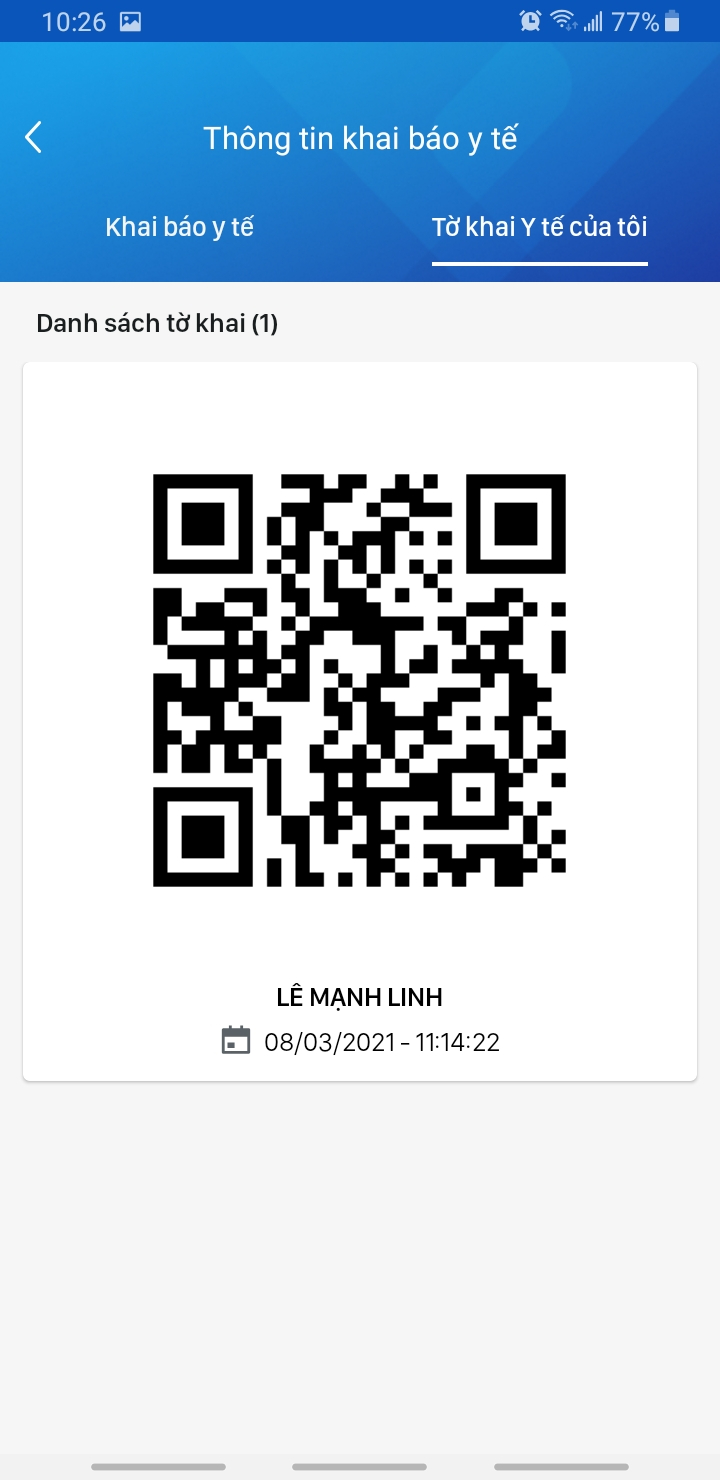 10:26 77%
Thông tin khai báo y tế
Khai báo y tế Tờ khai Y tế của tôi
Danh sách tờ khai (1)
LÊ MẠNH LINH
08/03/2021 - 11:14:22